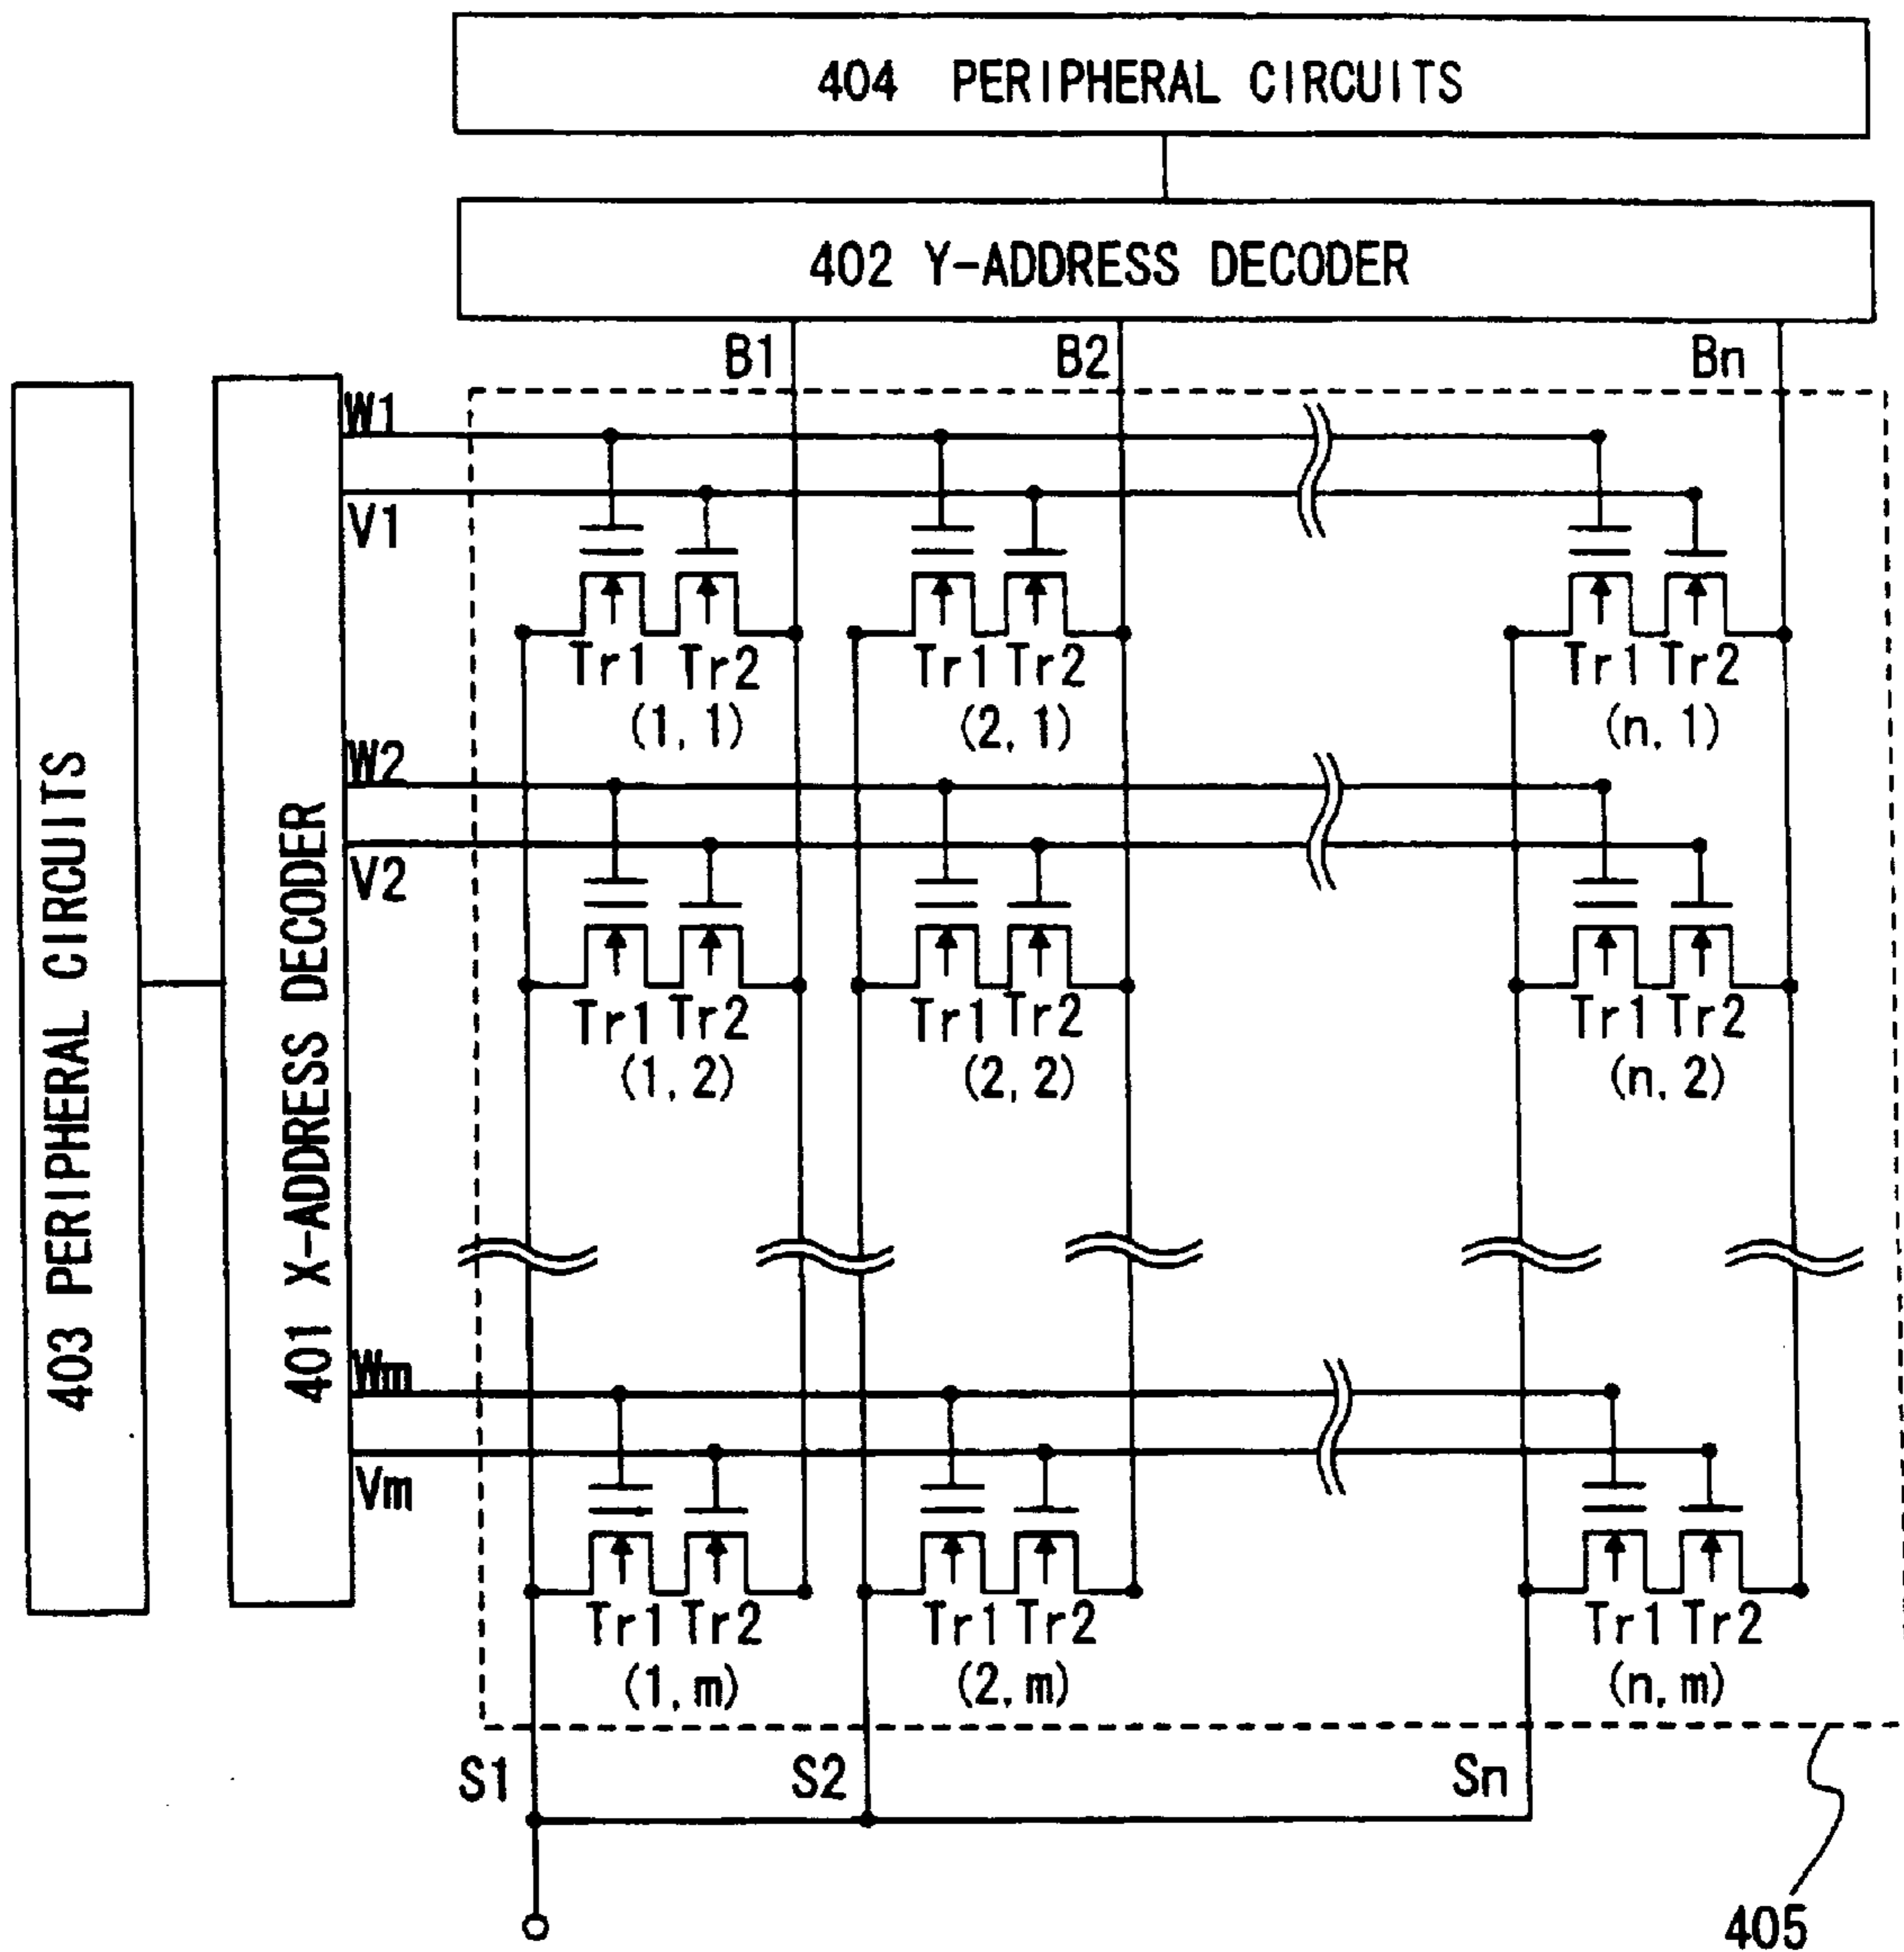 404 PERIPHERAL CIRCUITS
402 Y-ADDRESS DECODER
B1 B2 Bn
403 PERIPHERAL CIRCUITS
401 X-ADDRESS DECODER
W1
V1
Tr1 Tr2 Tr1 Tr2 Tr1 Tr2
(1, 1) (2, 1) (n, 1)
W2
V2
Tr1 Tr2 Tr1 Tr2 Tr1 Tr2
(1, 2) (2, 2) (n, 2)
Wm
Vm
Tr1 Tr2 Tr1 Tr2 Tr1 Tr2
(1, m) (2, m) (n, m)
S1 S2 Sn
405